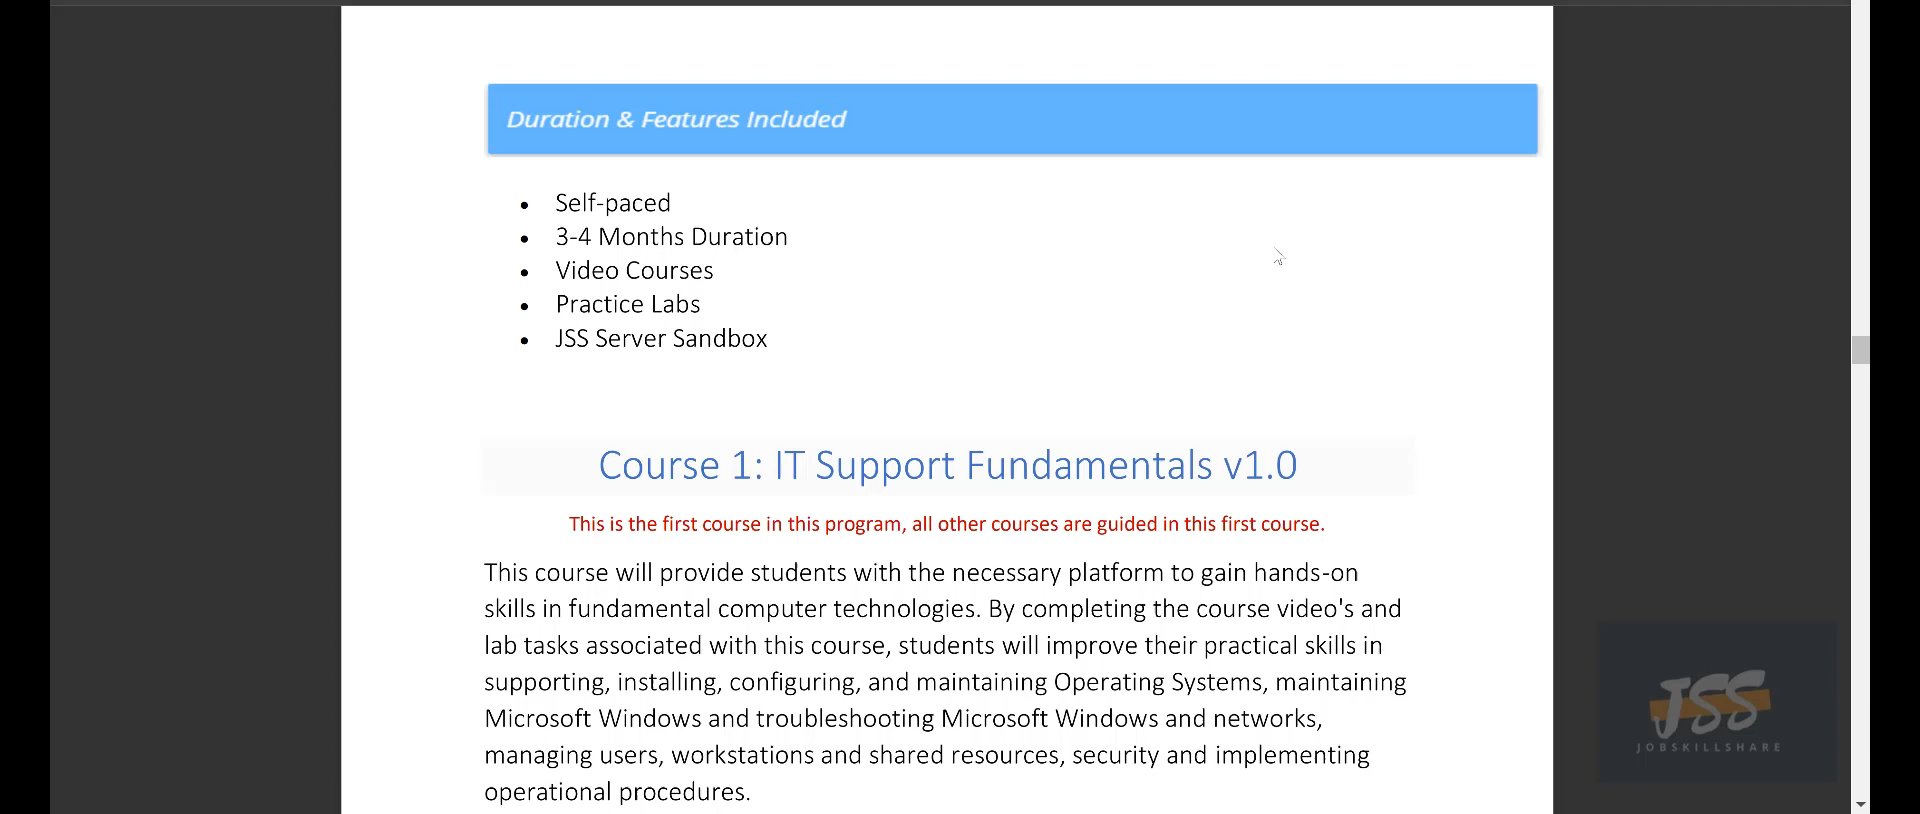 Duration & Features Included
• Self-paced
• 3-4 Months Duration
• Video Courses
• Practice Labs
• JSS Server Sandbox
Course 1: IT Support Fundamentals v1.0
This is the first course in this program, all other courses are guided in this first course.
This course will provide students with the necessary platform to gain hands-on
skills in fundamental computer technologies. By completing the course video's and
lab tasks associated with this course, students will improve their practical skills in
supporting, installing, configuring, and maintaining Operating Systems, maintaining
Microsoft Windows and troubleshooting Microsoft Windows and networks,
managing users, workstations and shared resources, security and implementing
operational procedures.
JSS
JOBSKILLSHARE